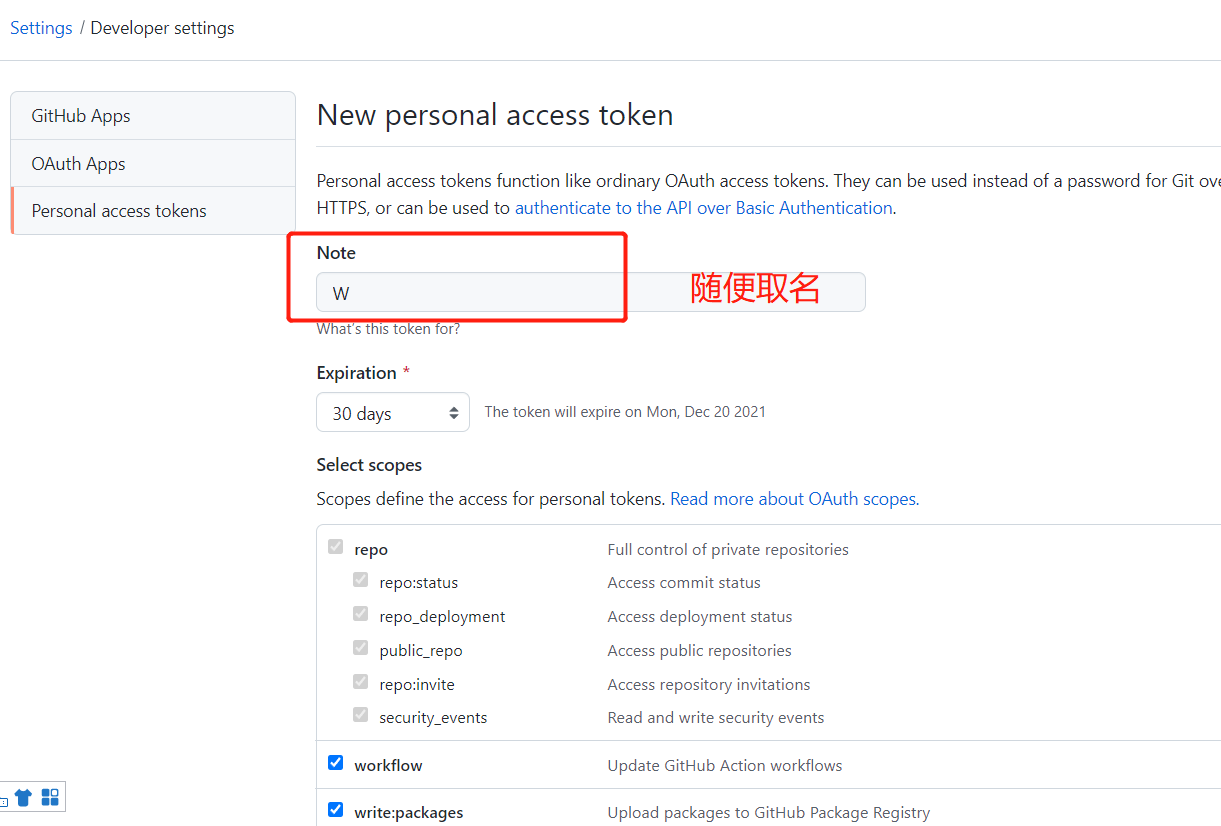 Settings / Developer settings
GitHub Apps
OAuth Apps
Personal access tokens
New personal access token
Personal access tokens function like ordinary OAuth access tokens. They can be used instead of a password for Git ove
HTTPS, or can be used to authenticate to the API over Basic Authentication.
Note
W
随便取名
What's this token for?
Expiration *
30 days
The token will expire on Mon, Dec 20 2021
Select scopes
Scopes define the access for personal tokens. Read more about OAuth scopes.
repo Full control of private repositories
repo:status Access commit status
repo_deployment Access deployment status
public_repo Access public repositories
repo:invite Access repository invitations
security_events Read and write security events
workflow Update GitHub Action workflows
write:packages Upload packages to GitHub Package Registry